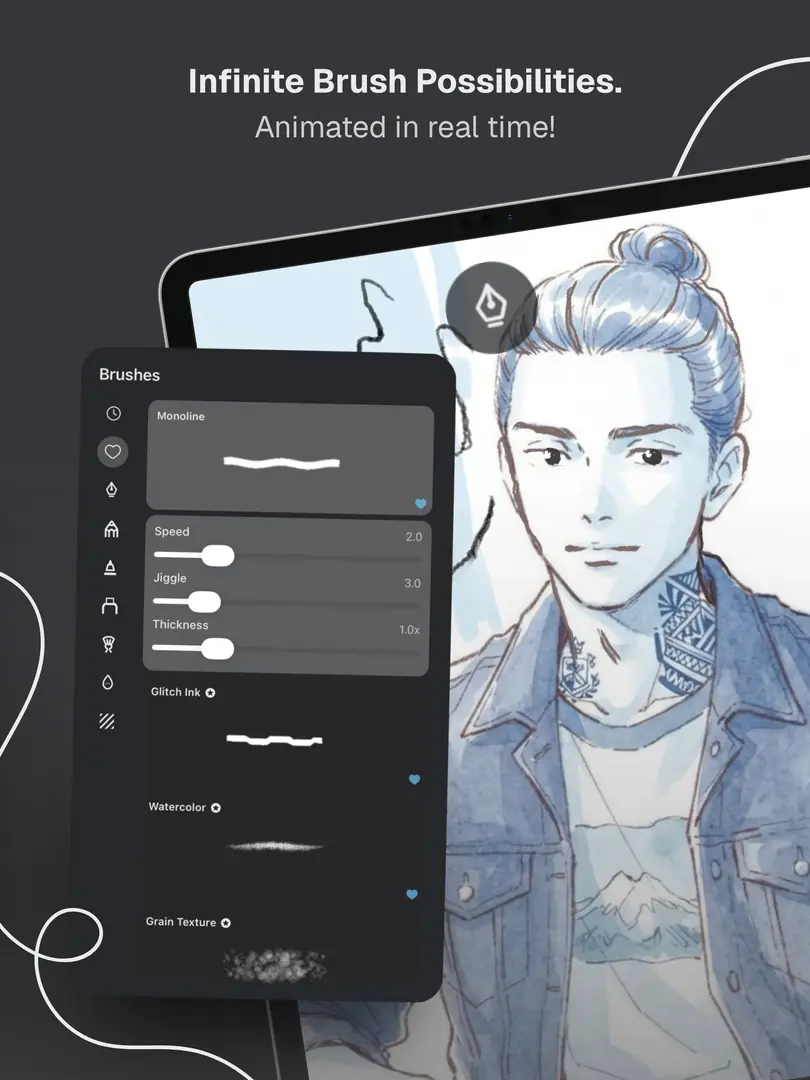 Infinite Brush Possibilities.
Animated in real time!
Brushes
Monoline
Speed 2.0
Jiggle 3.0
Thickness 1.0x
Glitch Ink
Watercolor
Grain Texture